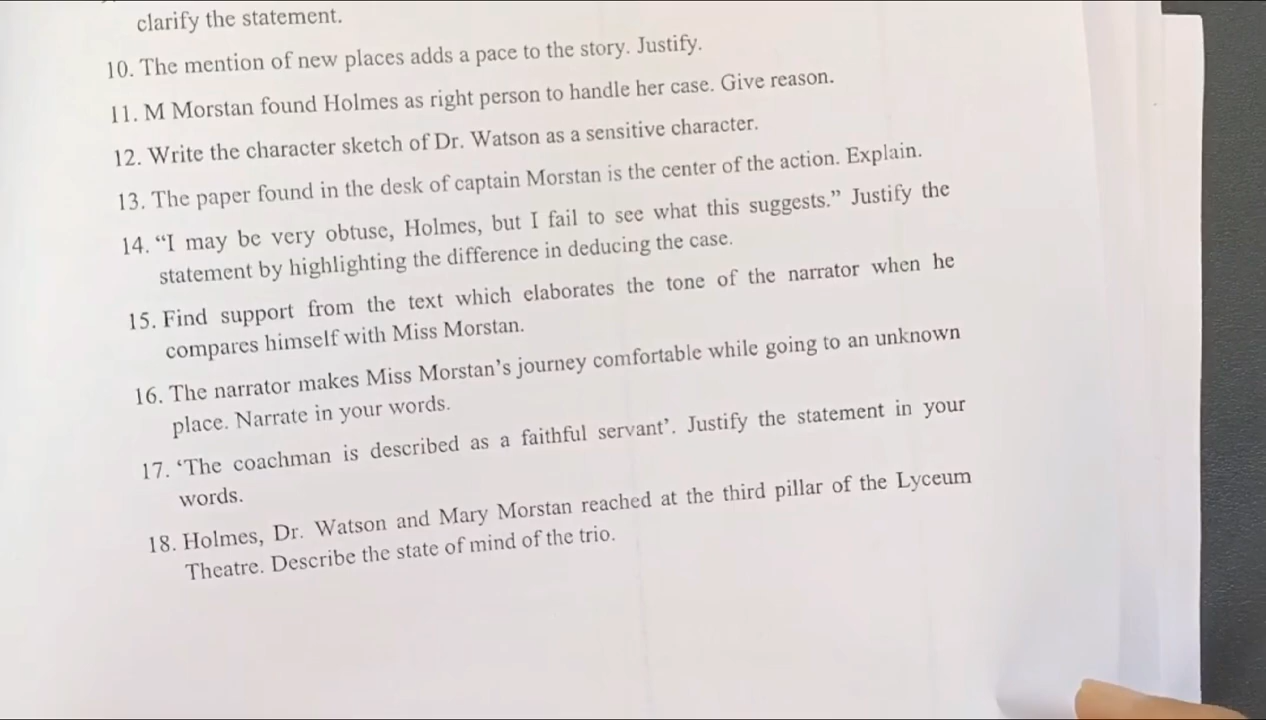 clarify the statement.
10. The mention of new places adds a pace to the story. Justify.
11. M Morstan found Holmes as right person to handle her case. Give reason.
12. Write the character sketch of Dr. Watson as a sensitive character.
13. The paper found in the desk of captain Morstan is the center of the action. Explain.
14. “I may be very obtuse, Holmes, but I fail to see what this suggests.” Justify the
statement by highlighting the difference in deducing the case.
15. Find support from the text which elaborates the tone of the narrator when he
compares himself with Miss Morstan.
16. The narrator makes Miss Morstan’s journey comfortable while going to an unknown
place. Narrate in your words.
17. ‘The coachman is described as a faithful servant’. Justify the statement in your
words.
18. Holmes, Dr. Watson and Mary Morstan reached at the third pillar of the Lyceum
Theatre. Describe the state of mind of the trio.